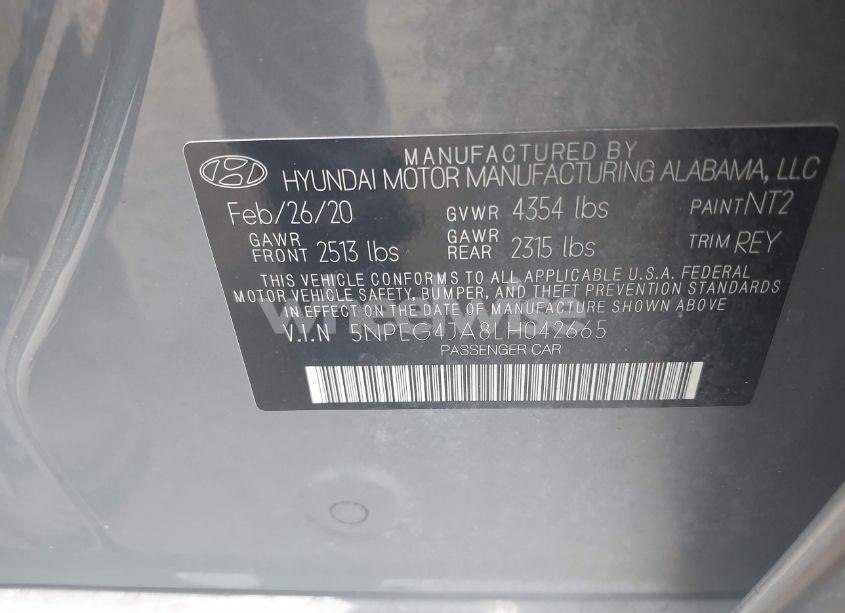 MANUFACTURED BY
HYUNDAI MOTOR MANUFACTURING ALABAMA, LLC
Feb/26/20 GVWR 4354 lbs PAINT NT2
GAWR FRONT 2513 lbs GAWR REAR 2315 lbs TRIM REY
THIS VEHICLE CONFORMS TO ALL APPLICABLE U.S.A. FEDERAL
MOTOR VEHICLE SAFETY, BUMPER, AND THEFT PREVENTION STANDARDS
IN EFFECT ON THE DATE OF MANUFACTURE SHOWN ABOVE
V.I.N 5NPEG4JA8LH042665
PASSENGER CAR